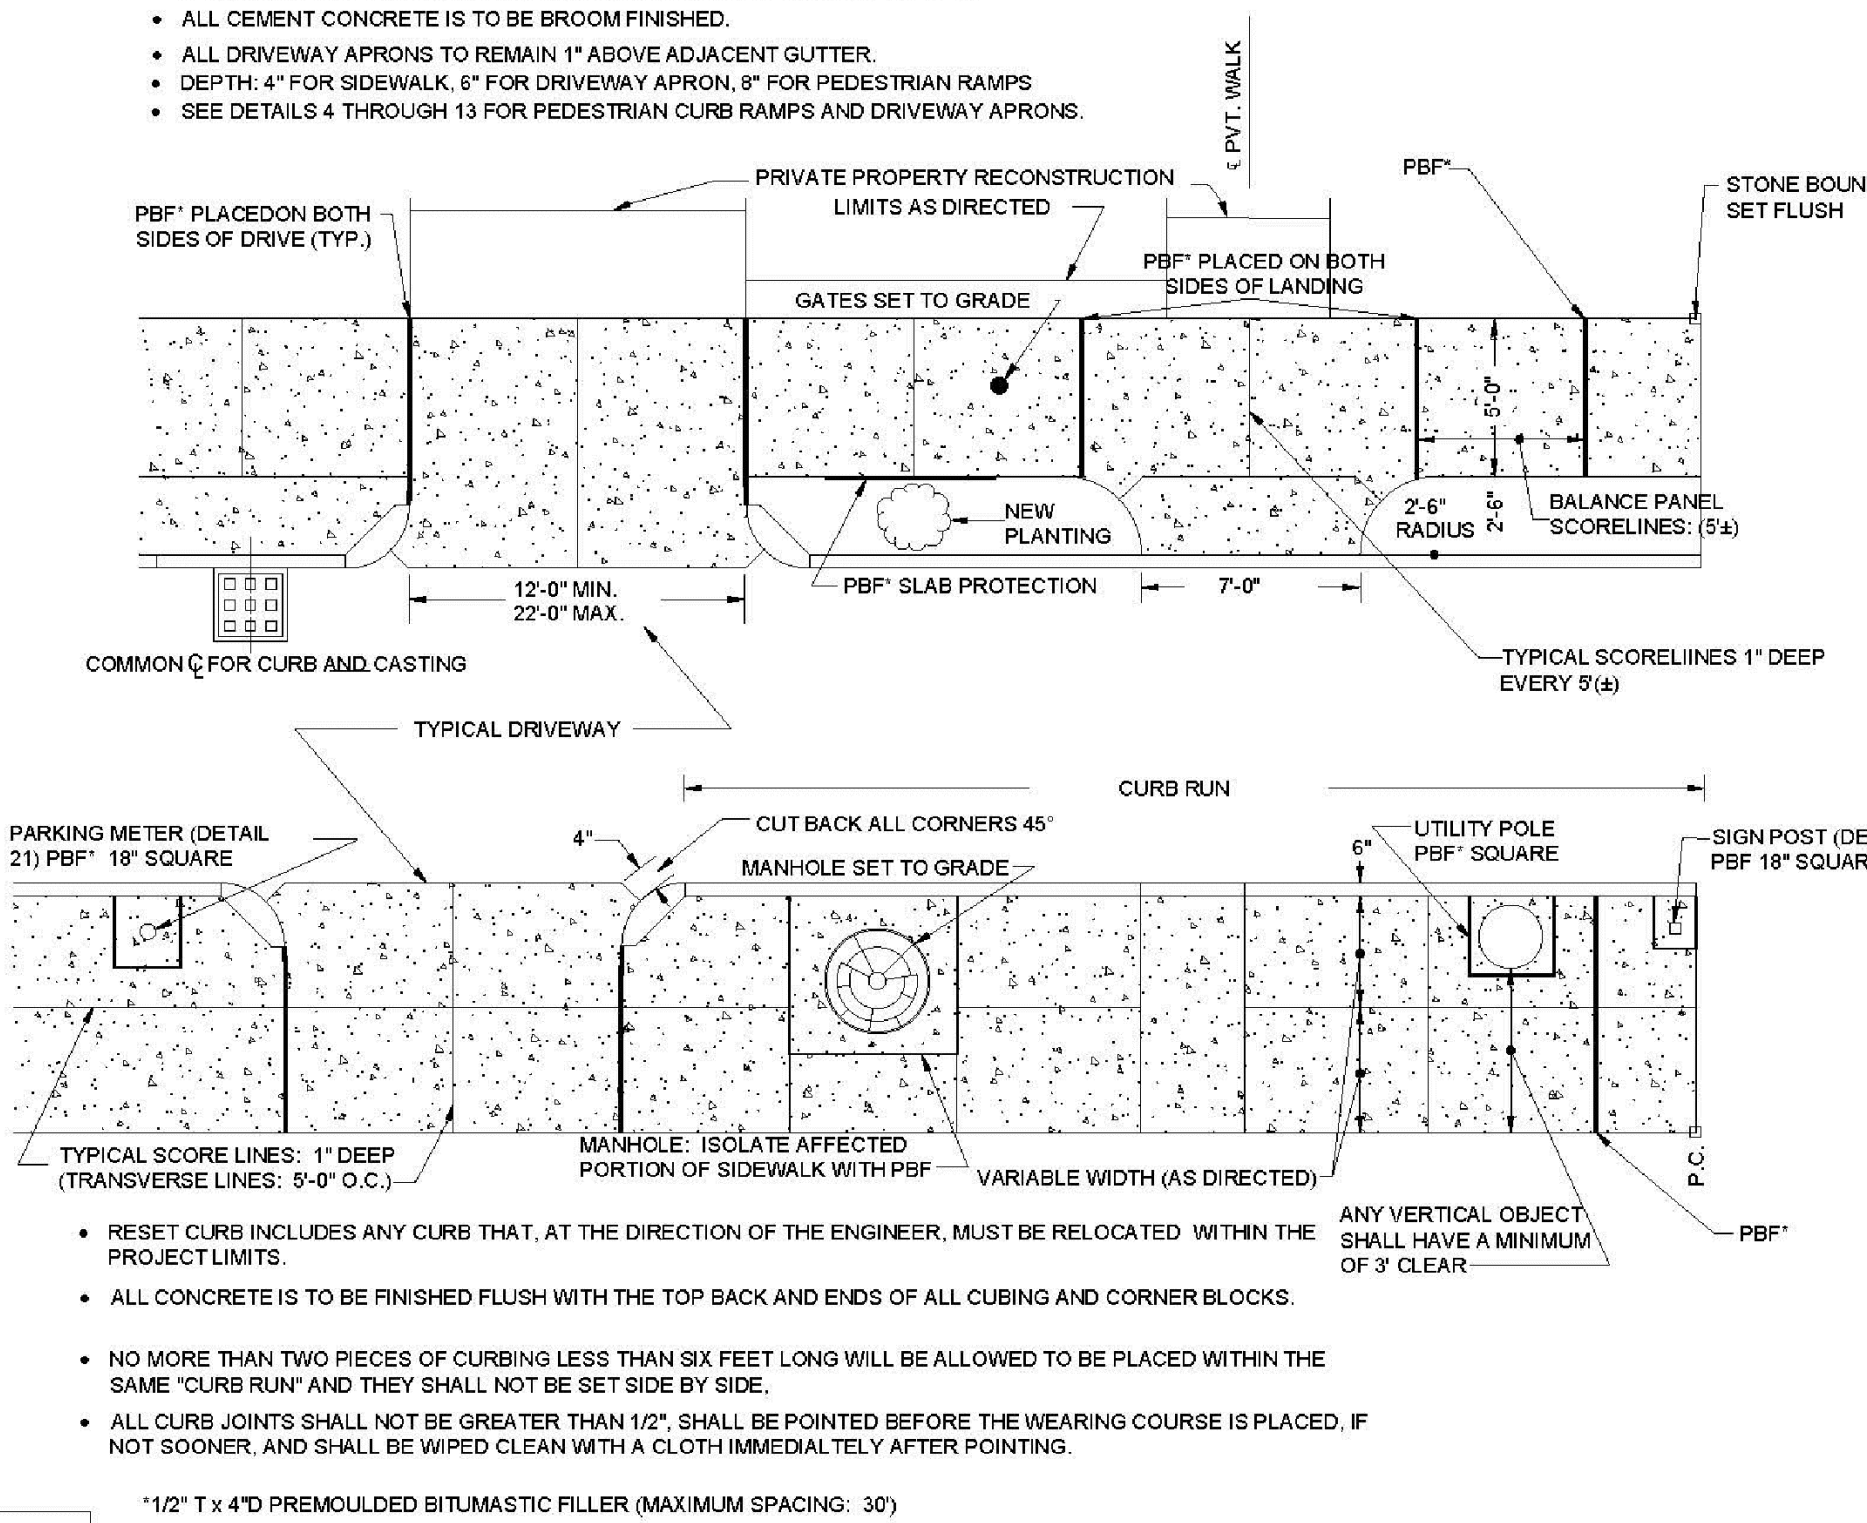 • ALL CEMENT CONCRETE IS TO BE BROOM FINISHED.
• ALL DRIVEWAY APRONS TO REMAIN 1" ABOVE ADJACENT GUTTER.
• DEPTH: 4" FOR SIDEWALK, 6" FOR DRIVEWAY APRON, 8" FOR PEDESTRIAN RAMPS
• SEE DETAILS 4 THROUGH 13 FOR PEDESTRIAN CURB RAMPS AND DRIVEWAY APRONS.
℄ PVT. WALK
PRIVATE PROPERTY RECONSTRUCTION
LIMITS AS DIRECTED
PBF*
STONE BOUN
SET FLUSH
PBF* PLACEDON BOTH
SIDES OF DRIVE (TYP.)
PBF* PLACED ON BOTH
SIDES OF LANDING
GATES SET TO GRADE
5'-0"
2'-6"
2'-6"
RADIUS
BALANCE PANEL
SCORELINES: (5'±)
NEW
PLANTING
PBF* SLAB PROTECTION
7'-0"
12'-0" MIN.
22'-0" MAX.
COMMON ℄ FOR CURB AND CASTING
TYPICAL SCORELIINES 1" DEEP
EVERY 5'(±)
TYPICAL DRIVEWAY
CURB RUN
PARKING METER (DETAIL
21) PBF* 18" SQUARE
4"
CUT BACK ALL CORNERS 45°
MANHOLE SET TO GRADE
6"
UTILITY POLE
PBF* SQUARE
SIGN POST (DE
PBF 18" SQUAR
TYPICAL SCORE LINES: 1" DEEP
(TRANSVERSE LINES: 5'-0" O.C.)
MANHOLE: ISOLATE AFFECTED
PORTION OF SIDEWALK WITH PBF
VARIABLE WIDTH (AS DIRECTED)
P.C.
ANY VERTICAL OBJECT
SHALL HAVE A MINIMUM
OF 3' CLEAR
PBF*
• RESET CURB INCLUDES ANY CURB THAT, AT THE DIRECTION OF THE ENGINEER, MUST BE RELOCATED WITHIN THE
PROJECT LIMITS.
• ALL CONCRETE IS TO BE FINISHED FLUSH WITH THE TOP BACK AND ENDS OF ALL CUBING AND CORNER BLOCKS.
• NO MORE THAN TWO PIECES OF CURBING LESS THAN SIX FEET LONG WILL BE ALLOWED TO BE PLACED WITHIN THE
SAME "CURB RUN" AND THEY SHALL NOT BE SET SIDE BY SIDE,
• ALL CURB JOINTS SHALL NOT BE GREATER THAN 1/2", SHALL BE POINTED BEFORE THE WEARING COURSE IS PLACED, IF
NOT SOONER, AND SHALL BE WIPED CLEAN WITH A CLOTH IMMEDIALTELY AFTER POINTING.
*1/2" T x 4"D PREMOULDED BITUMASTIC FILLER (MAXIMUM SPACING: 30')